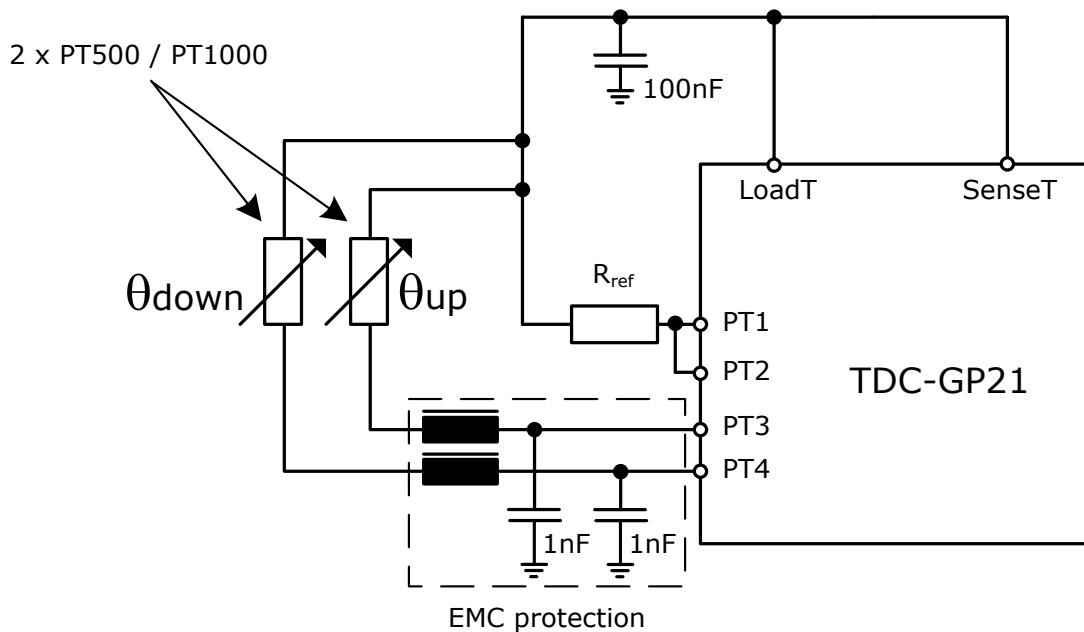 2 x PT500 / PT1000
100nF
LoadT
SenseT
θdown
θup
Rref
PT1
PT2
TDC-GP21
PT3
PT4
1nF
1nF
EMC protection